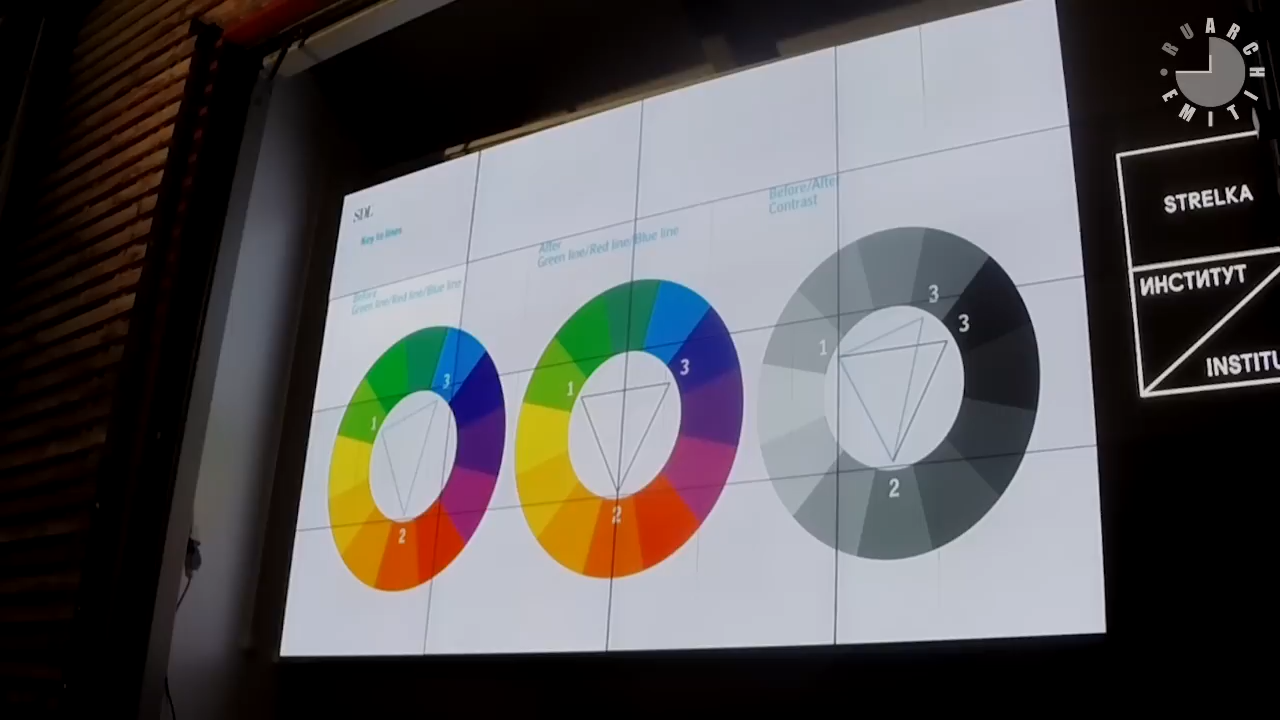 SDL
Key to lines
Before
Green line/Red line/Blue line
1
3
2
After
Green line/Red line/Blue line
1
3
2
Before/After
Contrast
1
3
3
2
RUARCHITIME
STRELKA
ИНСТИТУТ
INSTITU